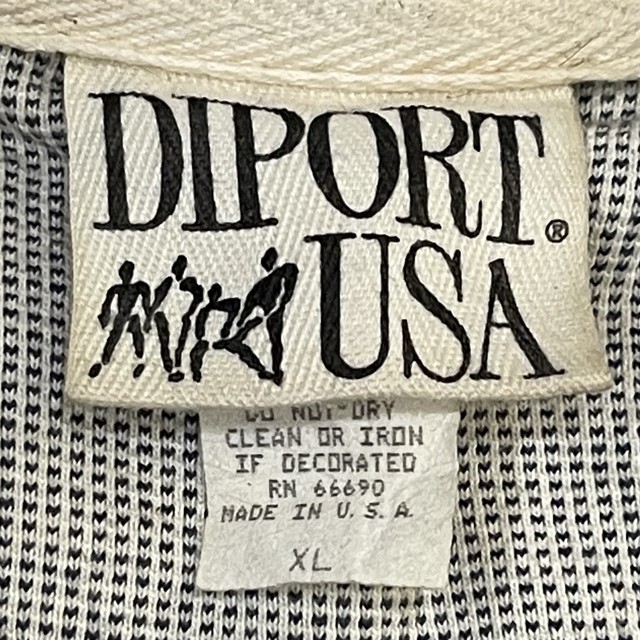 DIPORT®
USA
DO NOT DRY
CLEAN OR IRON
IF DECORATED
RN 66690
MADE IN U.S.A.
XL